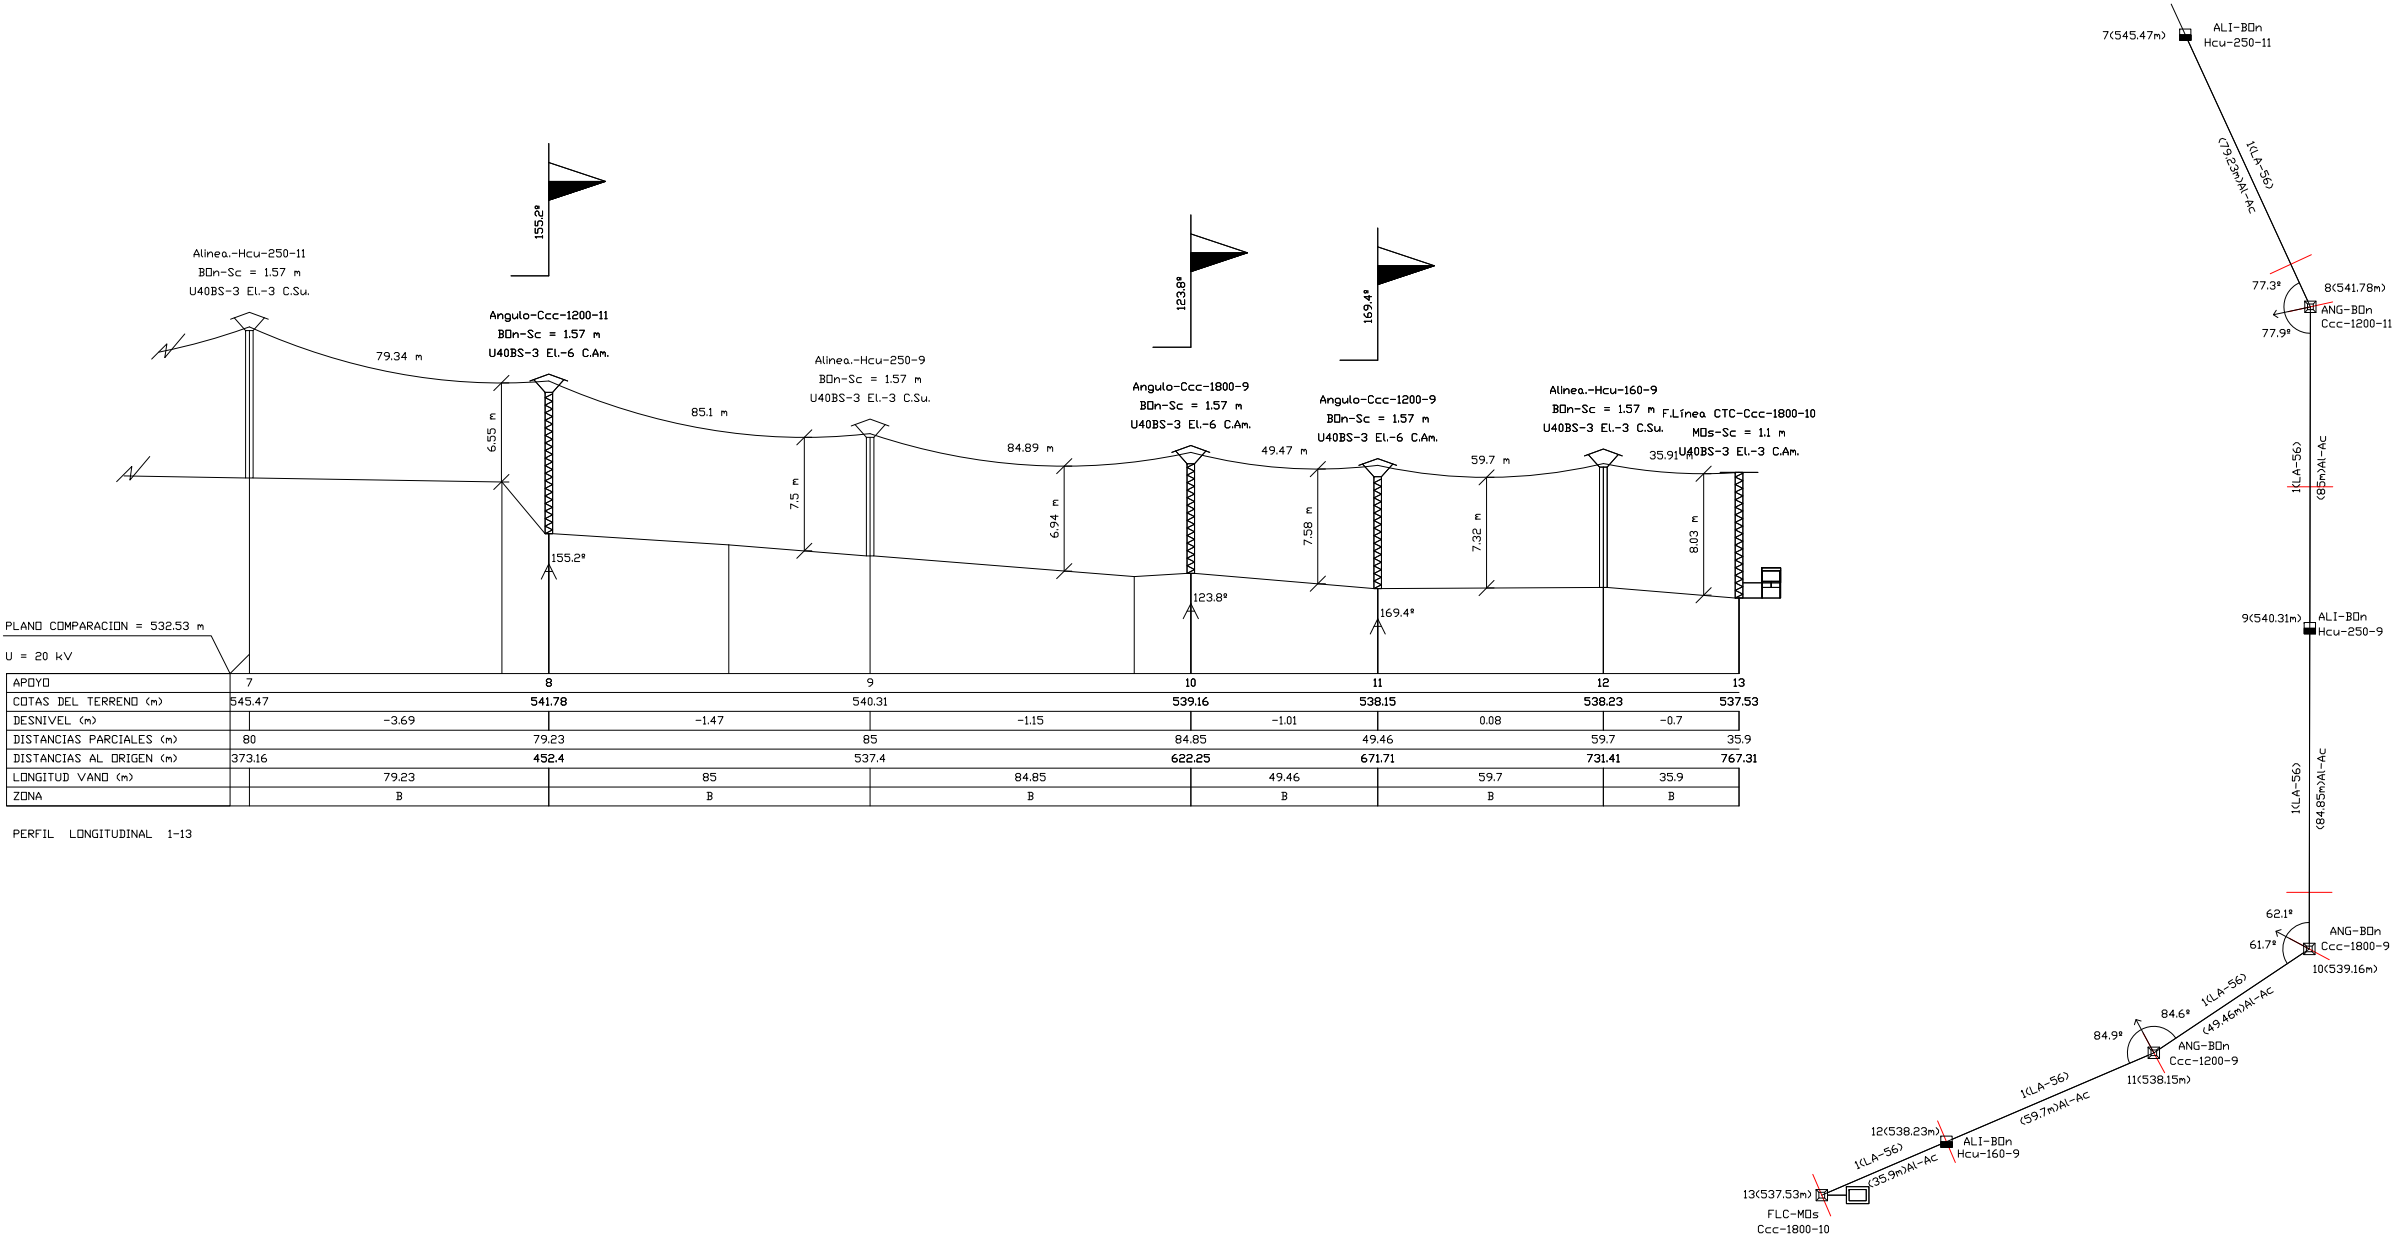 7(545.47m)
ALI-BOn
Hcu-250-11
1(LA-56)
(79.23m)Al-Ac
155.2º
Alinea.-Hcu-250-11
BOn-Sc = 1.57 m
U40BS-3 El.-3 C.Su.
123.8º
169.4º
77.3º
8(541.78m)
ANG-BOn
Ccc-1200-11
77.9º
Angulo-Ccc-1200-11
BOn-Sc = 1.57 m
U40BS-3 El.-6 C.Am.
79.34 m
Alinea.-Hcu-250-9
BOn-Sc = 1.57 m
U40BS-3 El.-3 C.Su.
Angulo-Ccc-1800-9
BOn-Sc = 1.57 m
U40BS-3 El.-6 C.Am.
Angulo-Ccc-1200-9
BOn-Sc = 1.57 m
U40BS-3 El.-6 C.Am.
Alinea.-Hcu-160-9
BOn-Sc = 1.57 m
U40BS-3 El.-3 C.Su.
F.Línea CTC-Ccc-1800-10
MOs-Sc = 1.1 m
U40BS-3 El.-3 C.Am.
85.1 m
84.89 m
49.47 m
59.7 m
35.91 m
6.55 m
7.5 m
6.94 m
7.58 m
7.32 m
8.03 m
1(LA-56)
(85m)Al-Ac
155.2º
123.8º
169.4º
9(540.31m)
ALI-BOn
Hcu-250-9
PLANO COMPARACION = 532.53 m
U = 20 kV
APOYO 7 8 9 10 11 12 13
COTAS DEL TERRENO (m) 545.47 541.78 540.31 539.16 538.15 538.23 537.53
DESNIVEL (m) -3.69 -1.47 -1.15 -1.01 0.08 -0.7
DISTANCIAS PARCIALES (m) 80 79.23 85 84.85 49.46 59.7 35.9
DISTANCIAS AL ORIGEN (m) 373.16 452.4 537.4 622.25 671.71 731.41 767.31
LONGITUD VANO (m) 79.23 85 84.85 49.46 59.7 35.9
ZONA B B B B B B
PERFIL LONGITUDINAL 1-13
1(LA-56)
(84.85m)Al-Ac
62.1º
61.7º
ANG-BOn
Ccc-1800-9
10(539.16m)
1(LA-56)
(49.46m)Al-Ac
84.6º
84.9º
ANG-BOn
Ccc-1200-9
11(538.15m)
1(LA-56)
(59.7m)Al-Ac
12(538.23m)
ALI-BOn
Hcu-160-9
1(LA-56)
(35.9m)Al-Ac
13(537.53m)
FLC-MOs
Ccc-1800-10